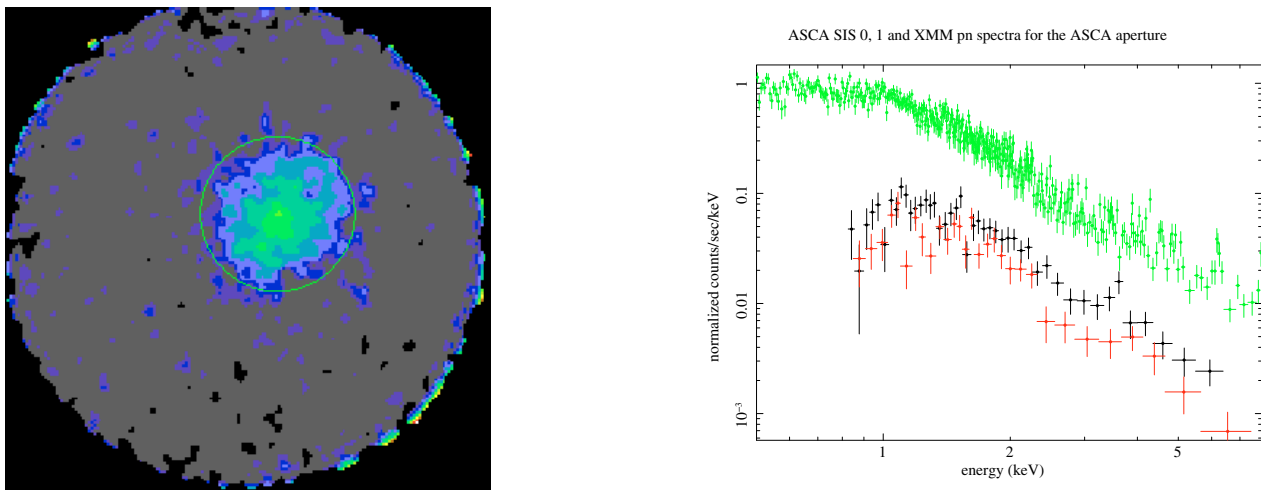 ASCA SIS 0, 1 and XMM pn spectra for the ASCA aperture
normalized counts/sec/keV
1
0.1
0.01
10⁻³
1
2
5
energy (keV)